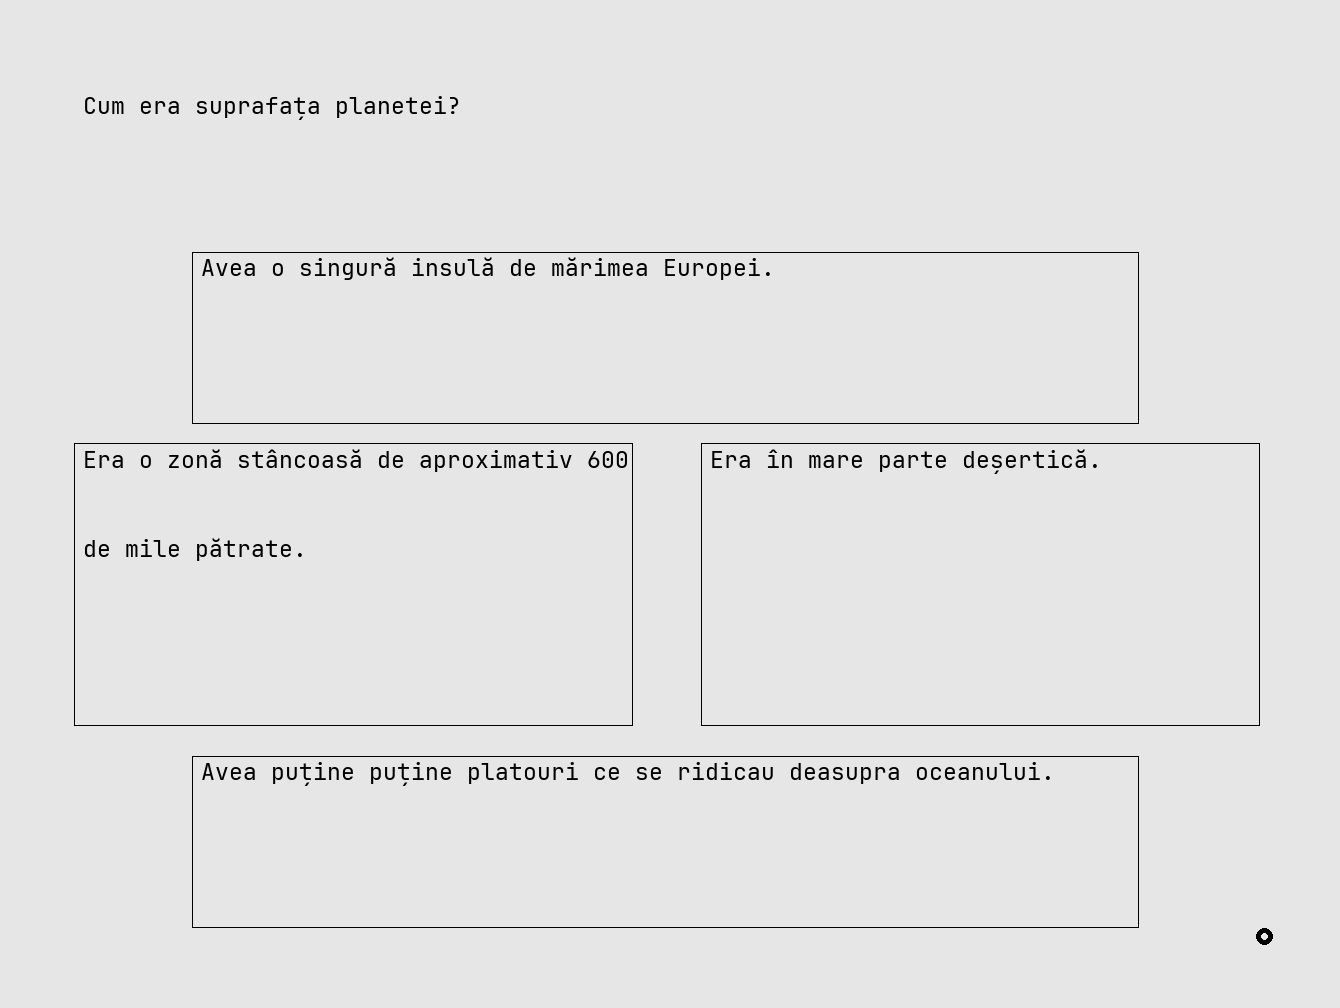 Cum era suprafața planetei?
Avea o singură insulă de mărimea Europei.
Era o zonă stâncoasă de aproximativ 600
de mile pătrate.
Era în mare parte deșertică.
Avea puține puține platouri ce se ridicau deasupra oceanului.